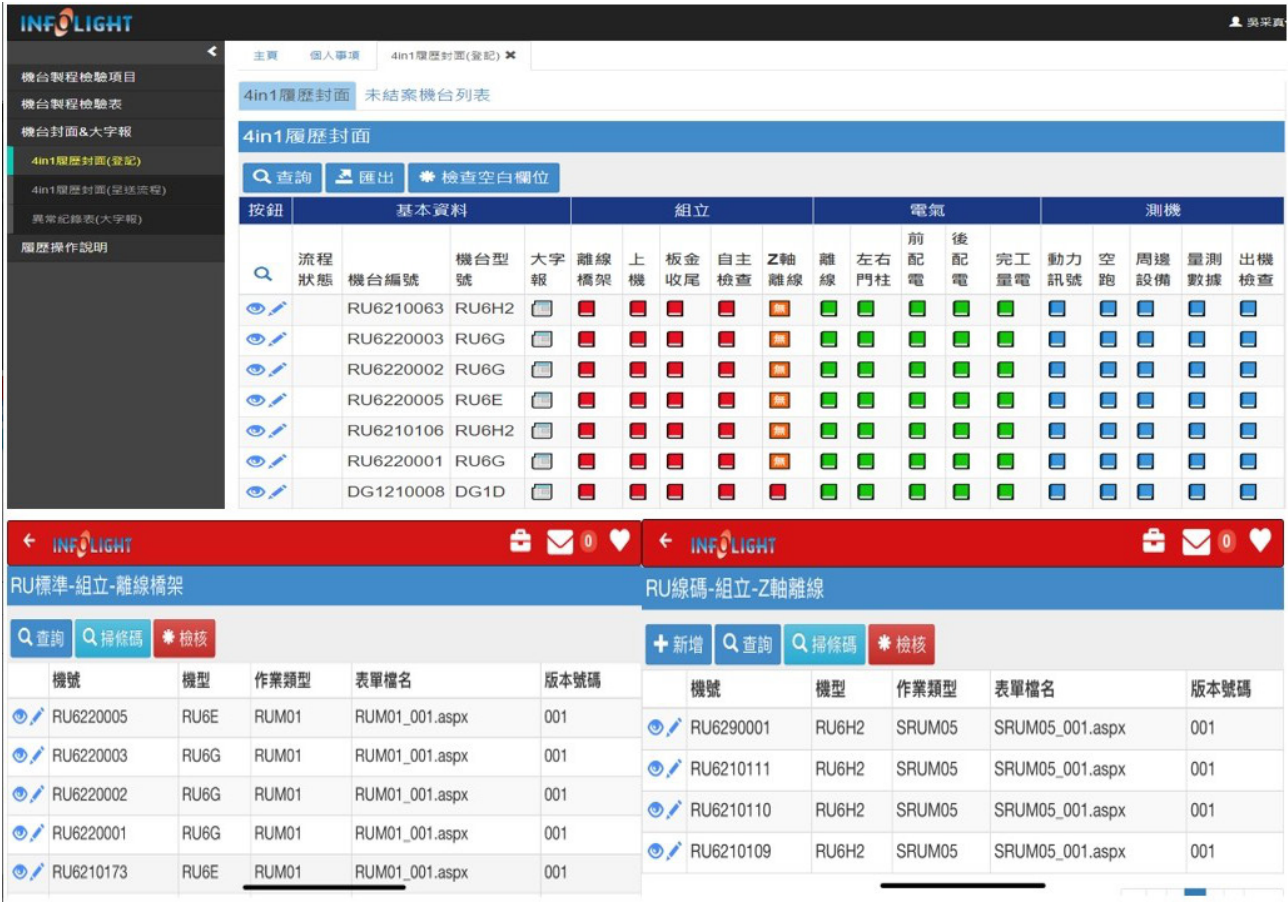 INFOLIGHT
吳采真
主頁 個人事項 4in1履歷封面(登記)
機台製程檢驗項目
機台製程檢驗表
機台封面&大字報
4in1履歷封面(登記)
4in1履歷封面(呈送流程)
異常紀錄表(大字報)
履歷操作說明
4in1履歷封面 未結案機台列表
4in1履歷封面
查詢 匯出 檢查空白欄位
按鈕 基本資料 組立 電氣 測機
流程狀態 機台編號 機台型號 大字報 離線橋架 上機 板金收尾 自主檢查 Z軸離線 離線 左右門柱 前配電 後配電 完工量電 動力訊號 空跑 周邊設備 量測數據 出機檢查
RU6210063 RU6H2 無
RU6220003 RU6G 無
RU6220002 RU6G 無
RU6220005 RU6E 無
RU6210106 RU6H2 無
RU6220001 RU6G 無
DG1210008 DG1D
INFOLIGHT 0
RU標準-組立-離線橋架
查詢 掃條碼 檢核
機號 機型 作業類型 表單檔名 版本號碼
RU6220005 RU6E RUM01 RUM01_001.aspx 001
RU6220003 RU6G RUM01 RUM01_001.aspx 001
RU6220002 RU6G RUM01 RUM01_001.aspx 001
RU6220001 RU6G RUM01 RUM01_001.aspx 001
RU6210173 RU6E RUM01 RUM01_001.aspx 001
INFOLIGHT 0
RU線碼-組立-Z軸離線
新增 查詢 掃條碼 檢核
機號 機型 作業類型 表單檔名 版本號碼
RU6290001 RU6H2 SRUM05 SRUM05_001.aspx 001
RU6210111 RU6H2 SRUM05 SRUM05_001.aspx 001
RU6210110 RU6H2 SRUM05 SRUM05_001.aspx 001
RU6210109 RU6H2 SRUM05 SRUM05_001.aspx 001